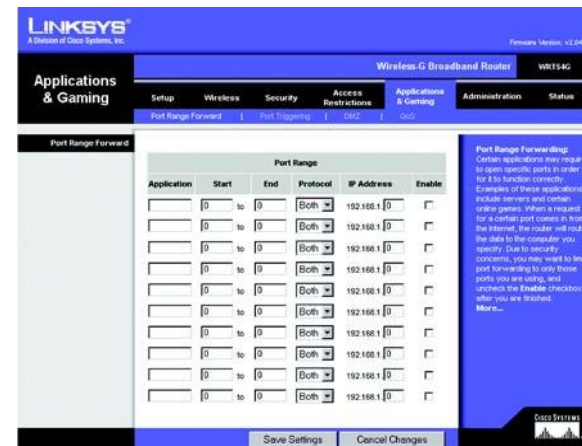 LINKSYS®
A Division of Cisco Systems, Inc.
Firmware Version: v2.04
Wireless-G Broadband Router
WRT54G
Applications
& Gaming
Setup
Wireless
Security
Access
Restrictions
Applications
& Gaming
Administration
Status
Port Range Forward | Port Triggering | DMZ | QoS
Port Range Forward
Port Range
Application Start End Protocol IP Address Enable
0 to 0 Both 192.168.1.0
0 to 0 Both 192.168.1.0
0 to 0 Both 192.168.1.0
0 to 0 Both 192.168.1.0
0 to 0 Both 192.168.1.0
0 to 0 Both 192.168.1.0
0 to 0 Both 192.168.1.0
0 to 0 Both 192.168.1.0
0 to 0 Both 192.168.1.0
0 to 0 Both 192.168.1.0
Port Range Forwarding:
Certain applications may requir
to open specific ports in order
for it to function correctly.
Examples of these applications
include servers and certain
online games. When a request
for a certain port comes in from
the Internet, the router will rout
the data to the computer you
specify. Due to security
concerns, you may want to lim
port forwarding to only those
ports you are using, and
uncheck the Enable checkbox
after you are finished.
More...
Save Settings
Cancel Changes
CISCO SYSTEMS